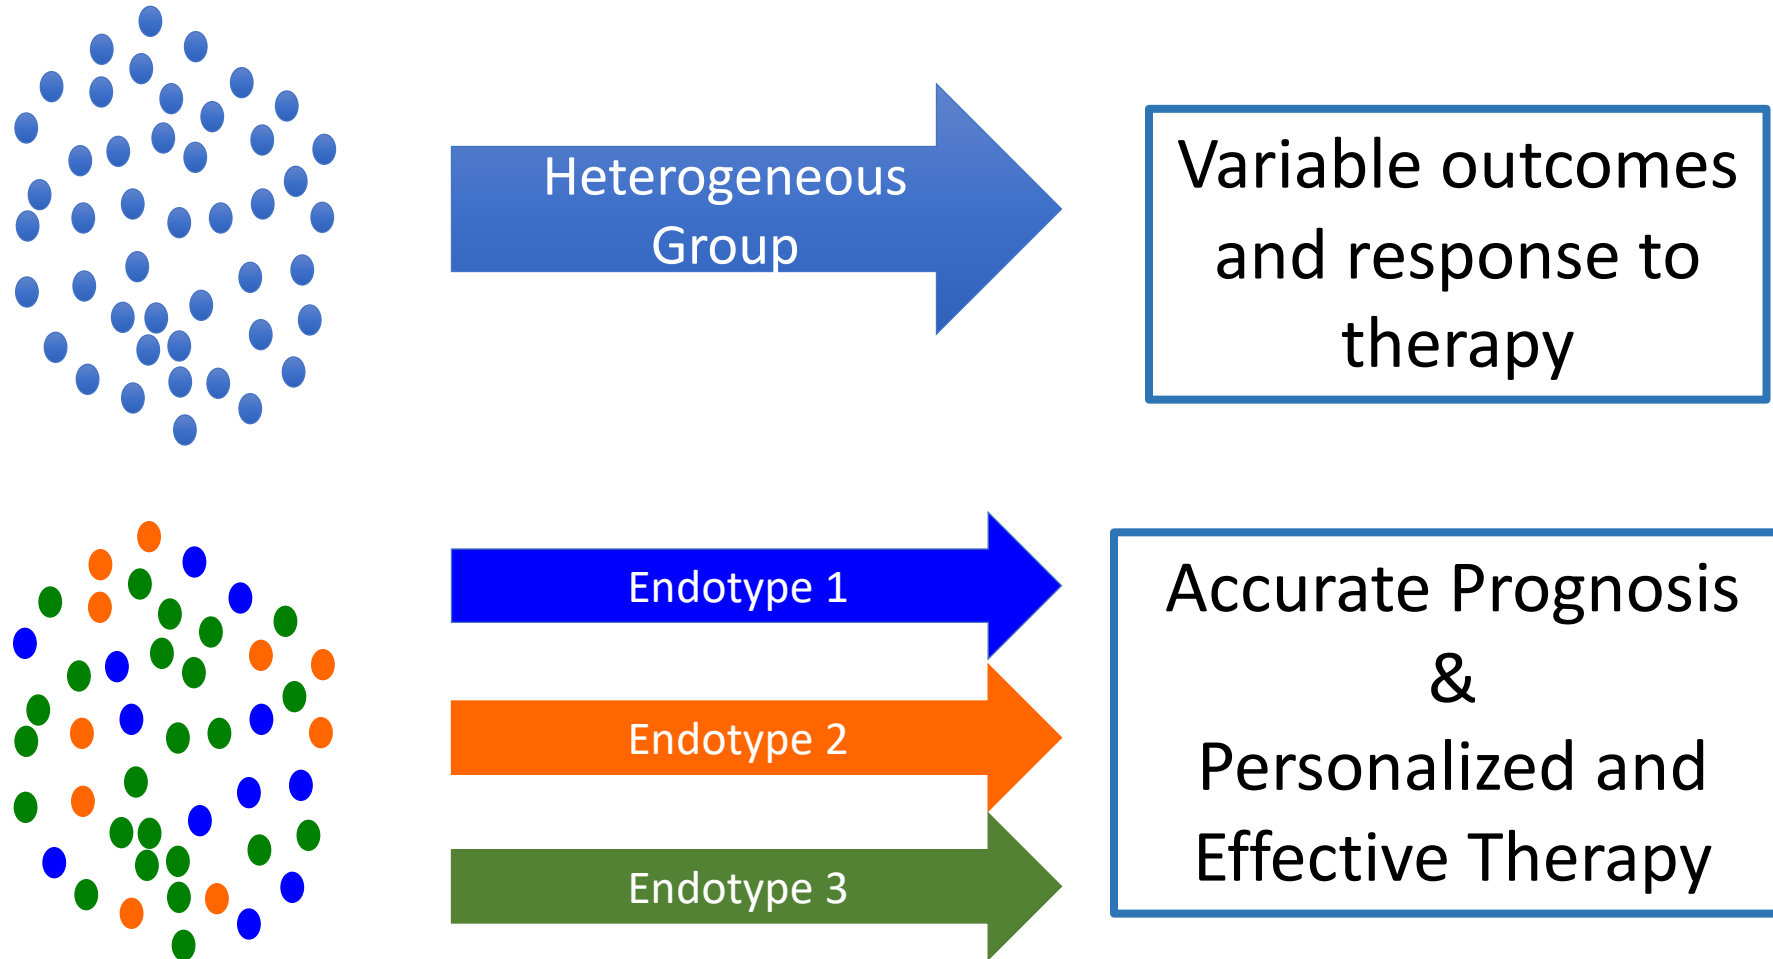 Heterogeneous
Group
Variable outcomes
and response to
therapy
Endotype 1
Endotype 2
Endotype 3
Accurate Prognosis
&
Personalized and
Effective Therapy